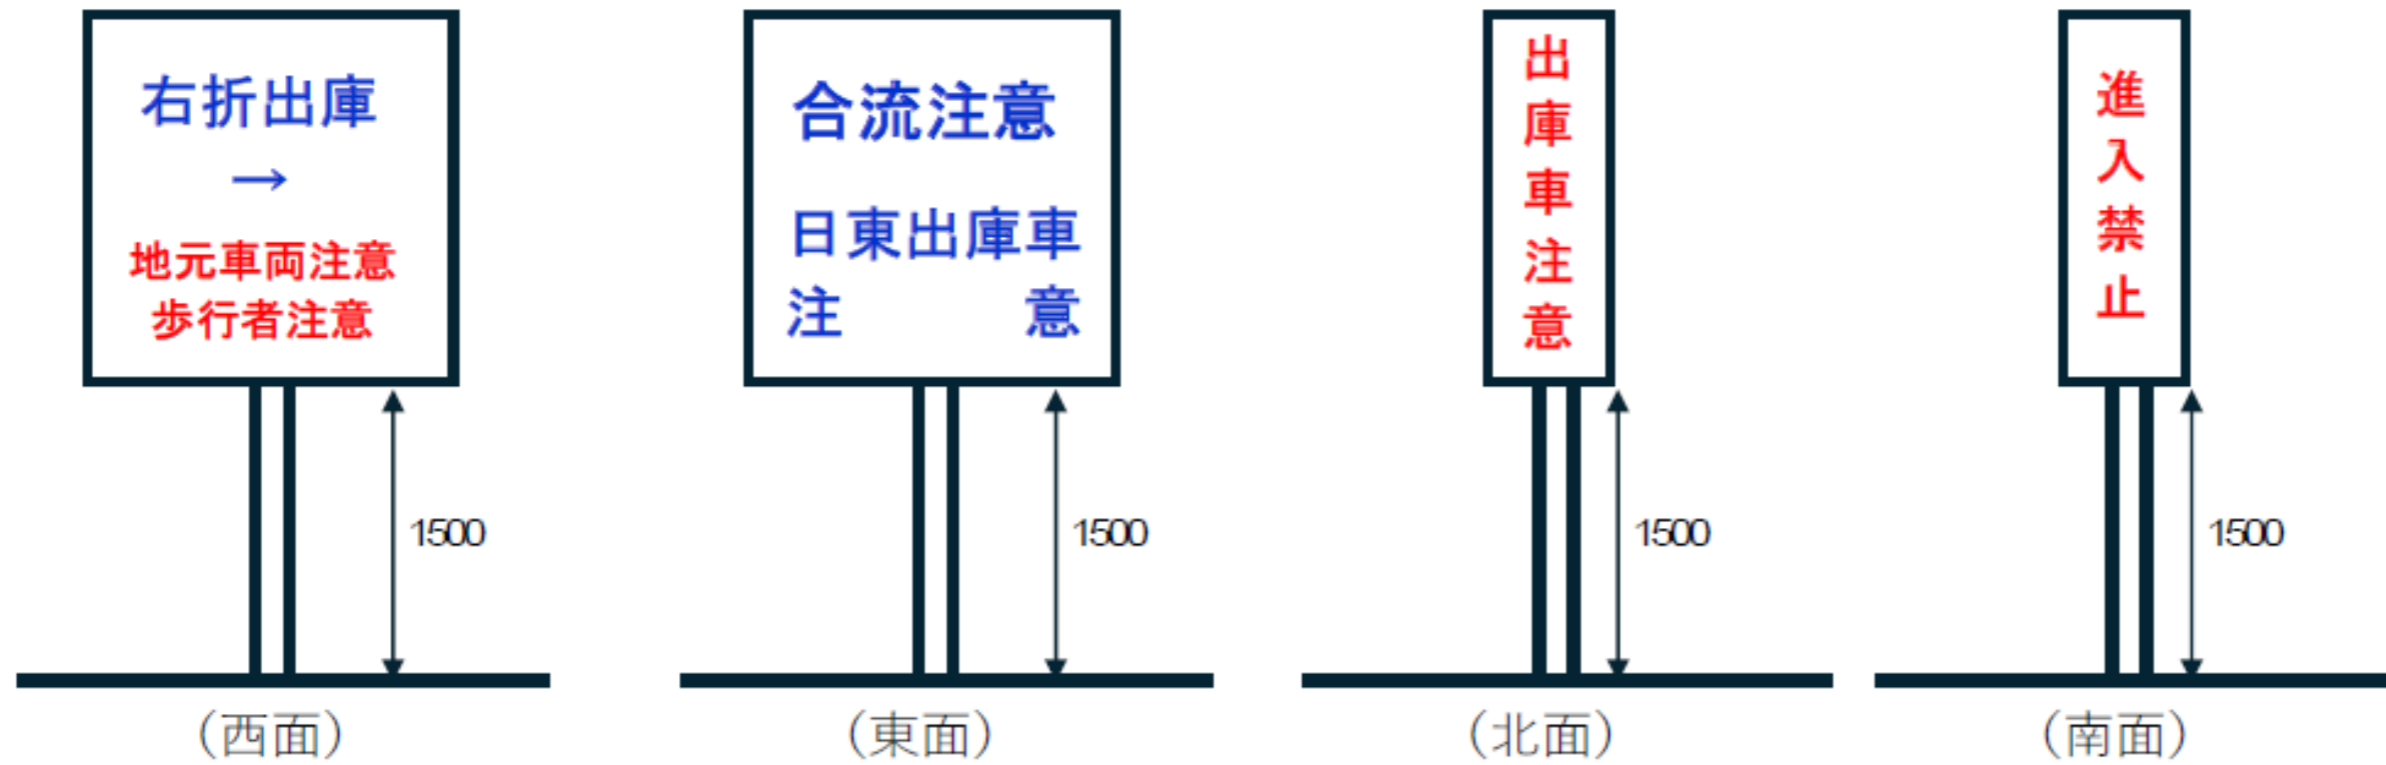 右折出庫
→
地元車両注意
歩行者注意
1500
（西面）
合流注意
日東出庫車
注　意
1500
（東面）
出庫車注意
1500
（北面）
進入禁止
1500
（南面）